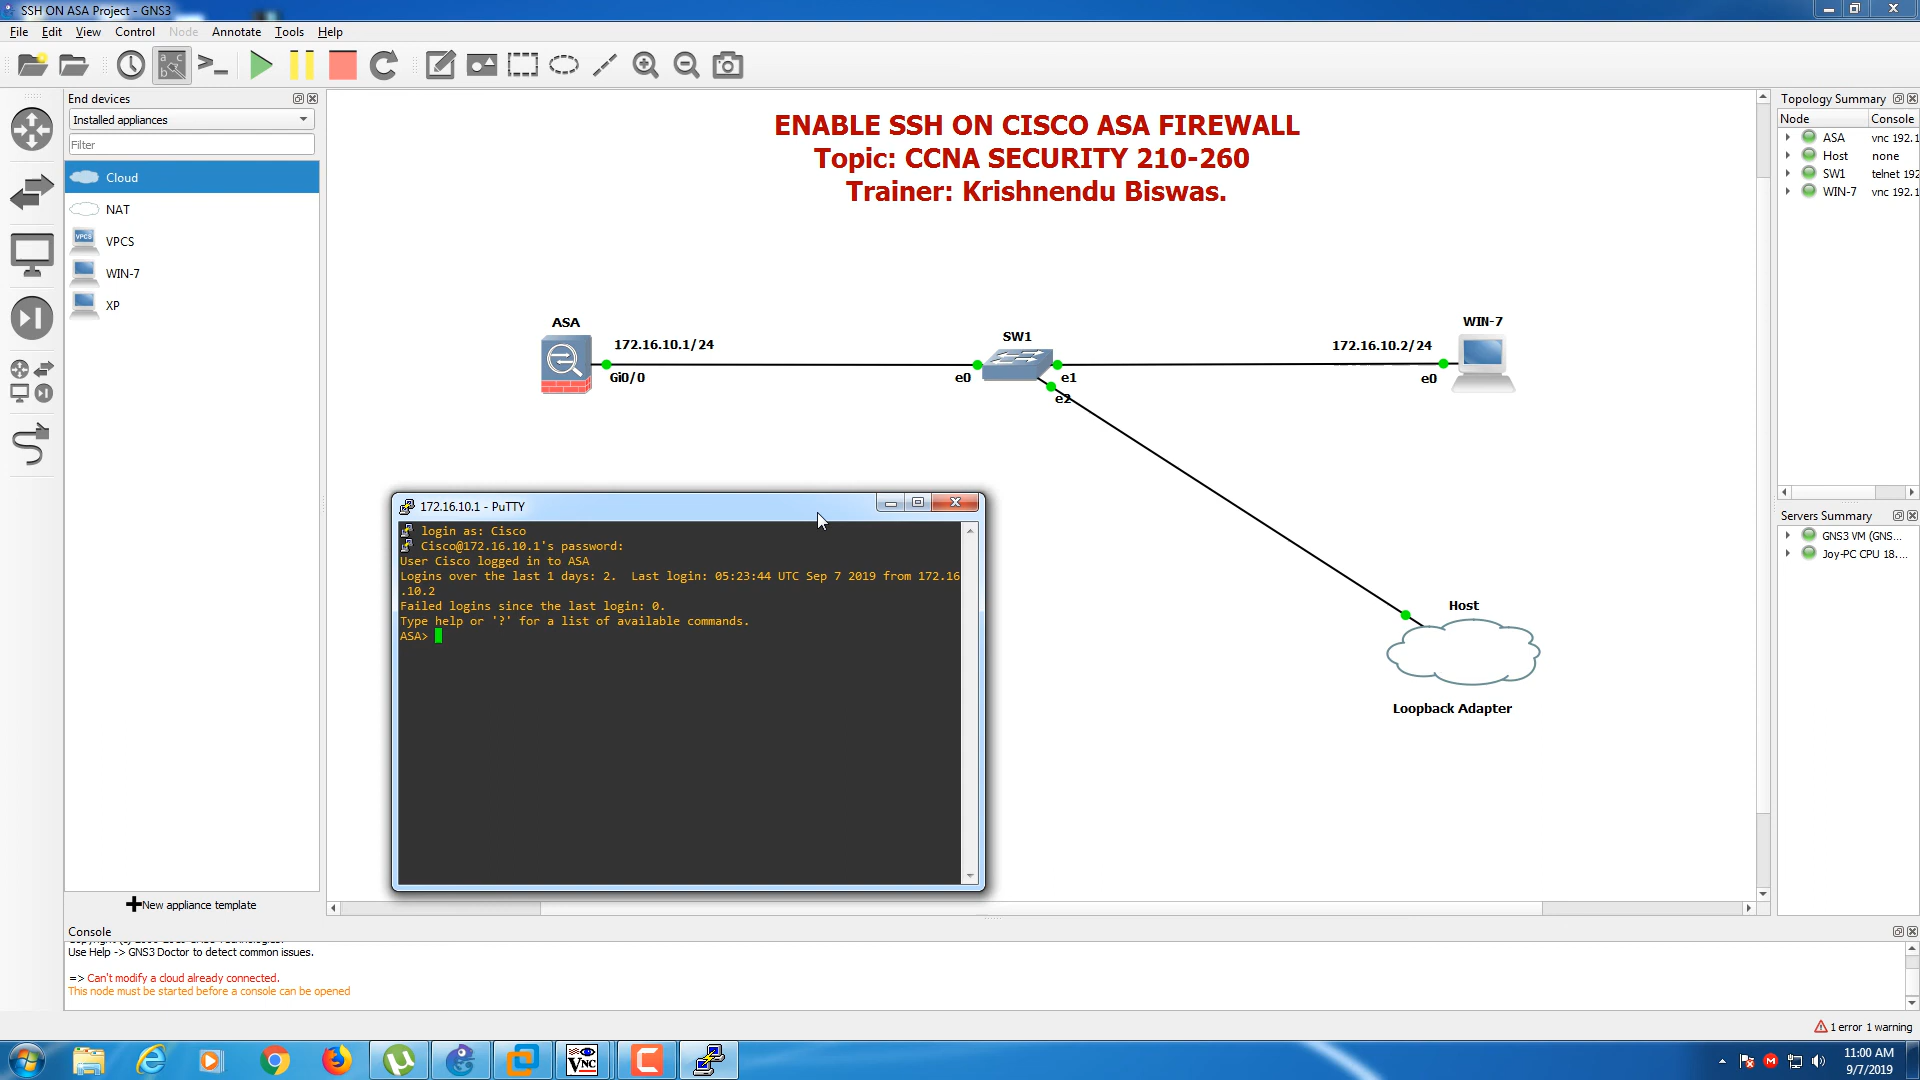 SSH ON ASA Project - GNS3
File Edit View Control Node Annotate Tools Help
End devices
Installed appliances
Filter
Cloud
NAT
VPCS
WIN-7
XP
New appliance template
ENABLE SSH ON CISCO ASA FIREWALL
Topic: CCNA SECURITY 210-260
Trainer: Krishnendu Biswas.
ASA
172.16.10.1/24
Gi0/0
SW1
e0
e1
e2
WIN-7
172.16.10.2/24
e0
Host
Loopback Adapter
172.16.10.1 - PuTTY
login as: Cisco
Cisco@172.16.10.1's password:
User Cisco logged in to ASA
Logins over the last 1 days: 2.  Last login: 05:23:44 UTC Sep 7 2019 from 172.16
.10.2
Failed logins since the last login: 0.
Type help or '?' for a list of available commands.
ASA>
Topology Summary
Node Console
ASA vnc 192.1
Host none
SW1 telnet 192
WIN-7 vnc 192.1
Servers Summary
GNS3 VM (GNS...
Joy-PC CPU 18....
Console
Use Help -> GNS3 Doctor to detect common issues.
=> Can't modify a cloud already connected.
This node must be started before a console can be opened
1 error 1 warning
11:00 AM
9/7/2019